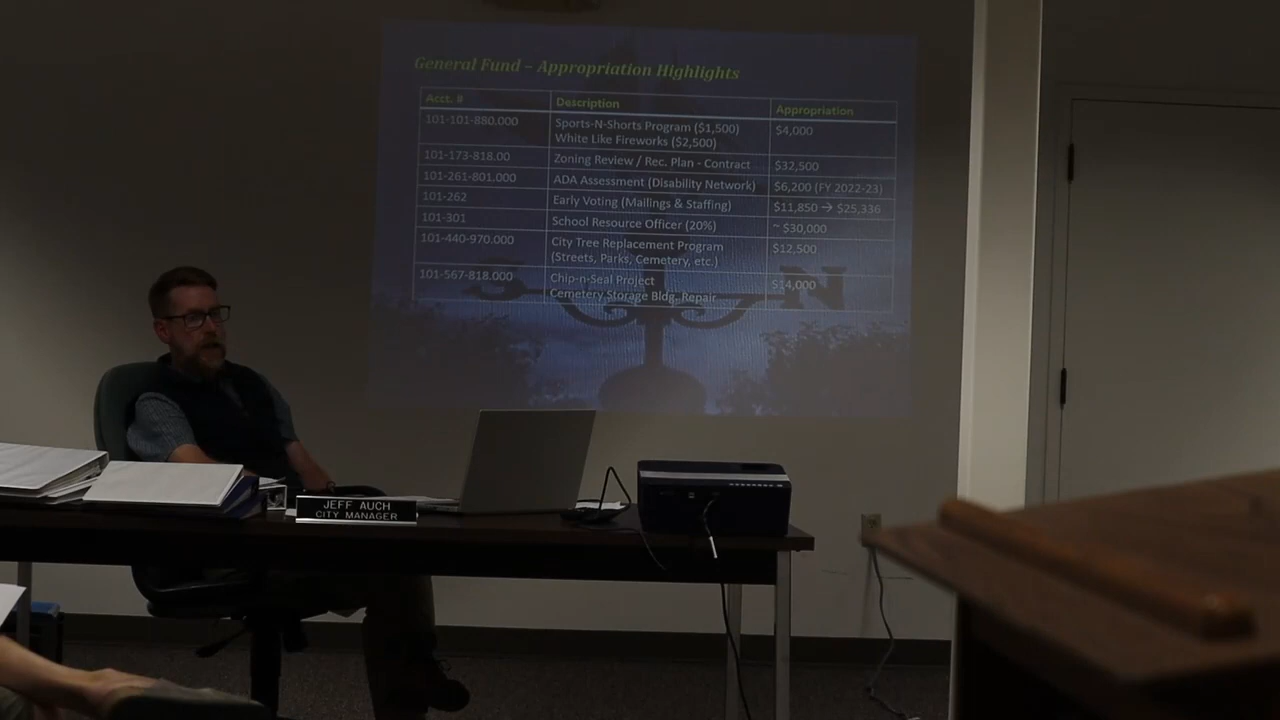 General Fund – Appropriation Highlights
Acct. # Description Appropriation
101-101-880.000 Sports-N-Shorts Program ($1,500) $4,000
White Like Fireworks ($2,500)
101-173-818.00 Zoning Review / Rec. Plan - Contract $32,500
101-261-801.000 ADA Assessment (Disability Network) $6,200 (FY 2022-23)
101-262 Early Voting (Mailings & Staffing) $11,850 → $25,336
101-301 School Resource Officer (20%) ~ $30,000
101-440-970.000 City Tree Replacement Program $12,500
(Streets, Parks, Cemetery, etc.)
101-567-818.000 Chip-n-Seal Project $14,000
Cemetery Storage Bldg. Repair
N
JEFF AUCH
CITY MANAGER